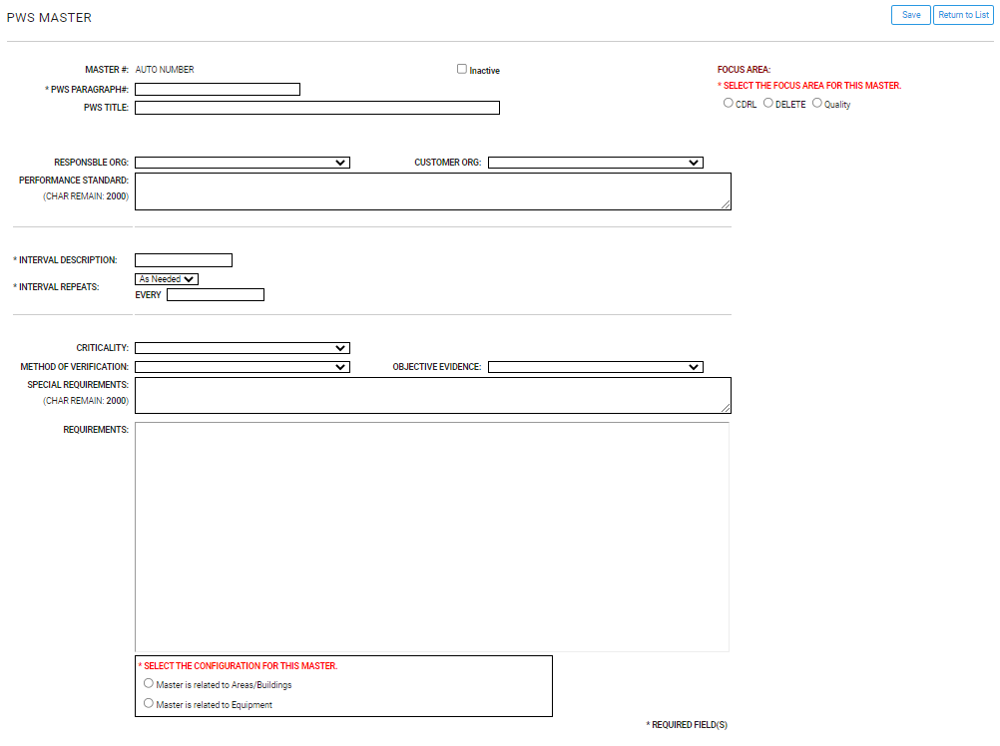 PWS MASTER
Save Return to List
MASTER #: AUTO NUMBER Inactive FOCUS AREA:
* PWS PARAGRAPH#: * SELECT THE FOCUS AREA FOR THIS MASTER.
PWS TITLE: CDRL DELETE Quality
RESPONSBLE ORG: CUSTOMER ORG:
PERFORMANCE STANDARD:
(CHAR REMAIN: 2000)
* INTERVAL DESCRIPTION:
* INTERVAL REPEATS: As Needed
EVERY
CRITICALITY:
METHOD OF VERIFICATION: OBJECTIVE EVIDENCE:
SPECIAL REQUIREMENTS:
(CHAR REMAIN: 2000)
REQUIREMENTS:
* SELECT THE CONFIGURATION FOR THIS MASTER.
Master is related to Areas/Buildings
Master is related to Equipment
* REQUIRED FIELD(S)